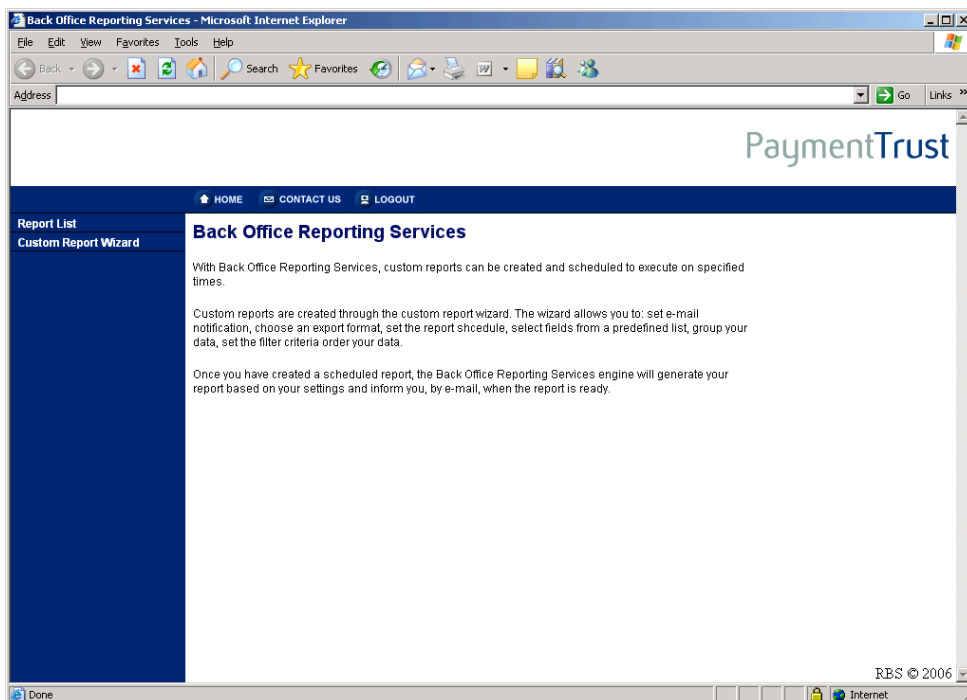 Back Office Reporting Services - Microsoft Internet Explorer
File Edit View Favorites Tools Help
Back Search Favorites
Address Go Links »
PaymentTrust
HOME CONTACT US LOGOUT
Report List
Custom Report Wizard
Back Office Reporting Services
With Back Office Reporting Services, custom reports can be created and scheduled to execute on specified
times.
Custom reports are created through the custom report wizard. The wizard allows you to: set e-mail
notification, choose an export format, set the report shcedule, select fields from a predefined list, group your
data, set the filter criteria order your data.
Once you have created a scheduled report, the Back Office Reporting Services engine will generate your
report based on your settings and inform you, by e-mail, when the report is ready.
RBS © 2006
Done Internet